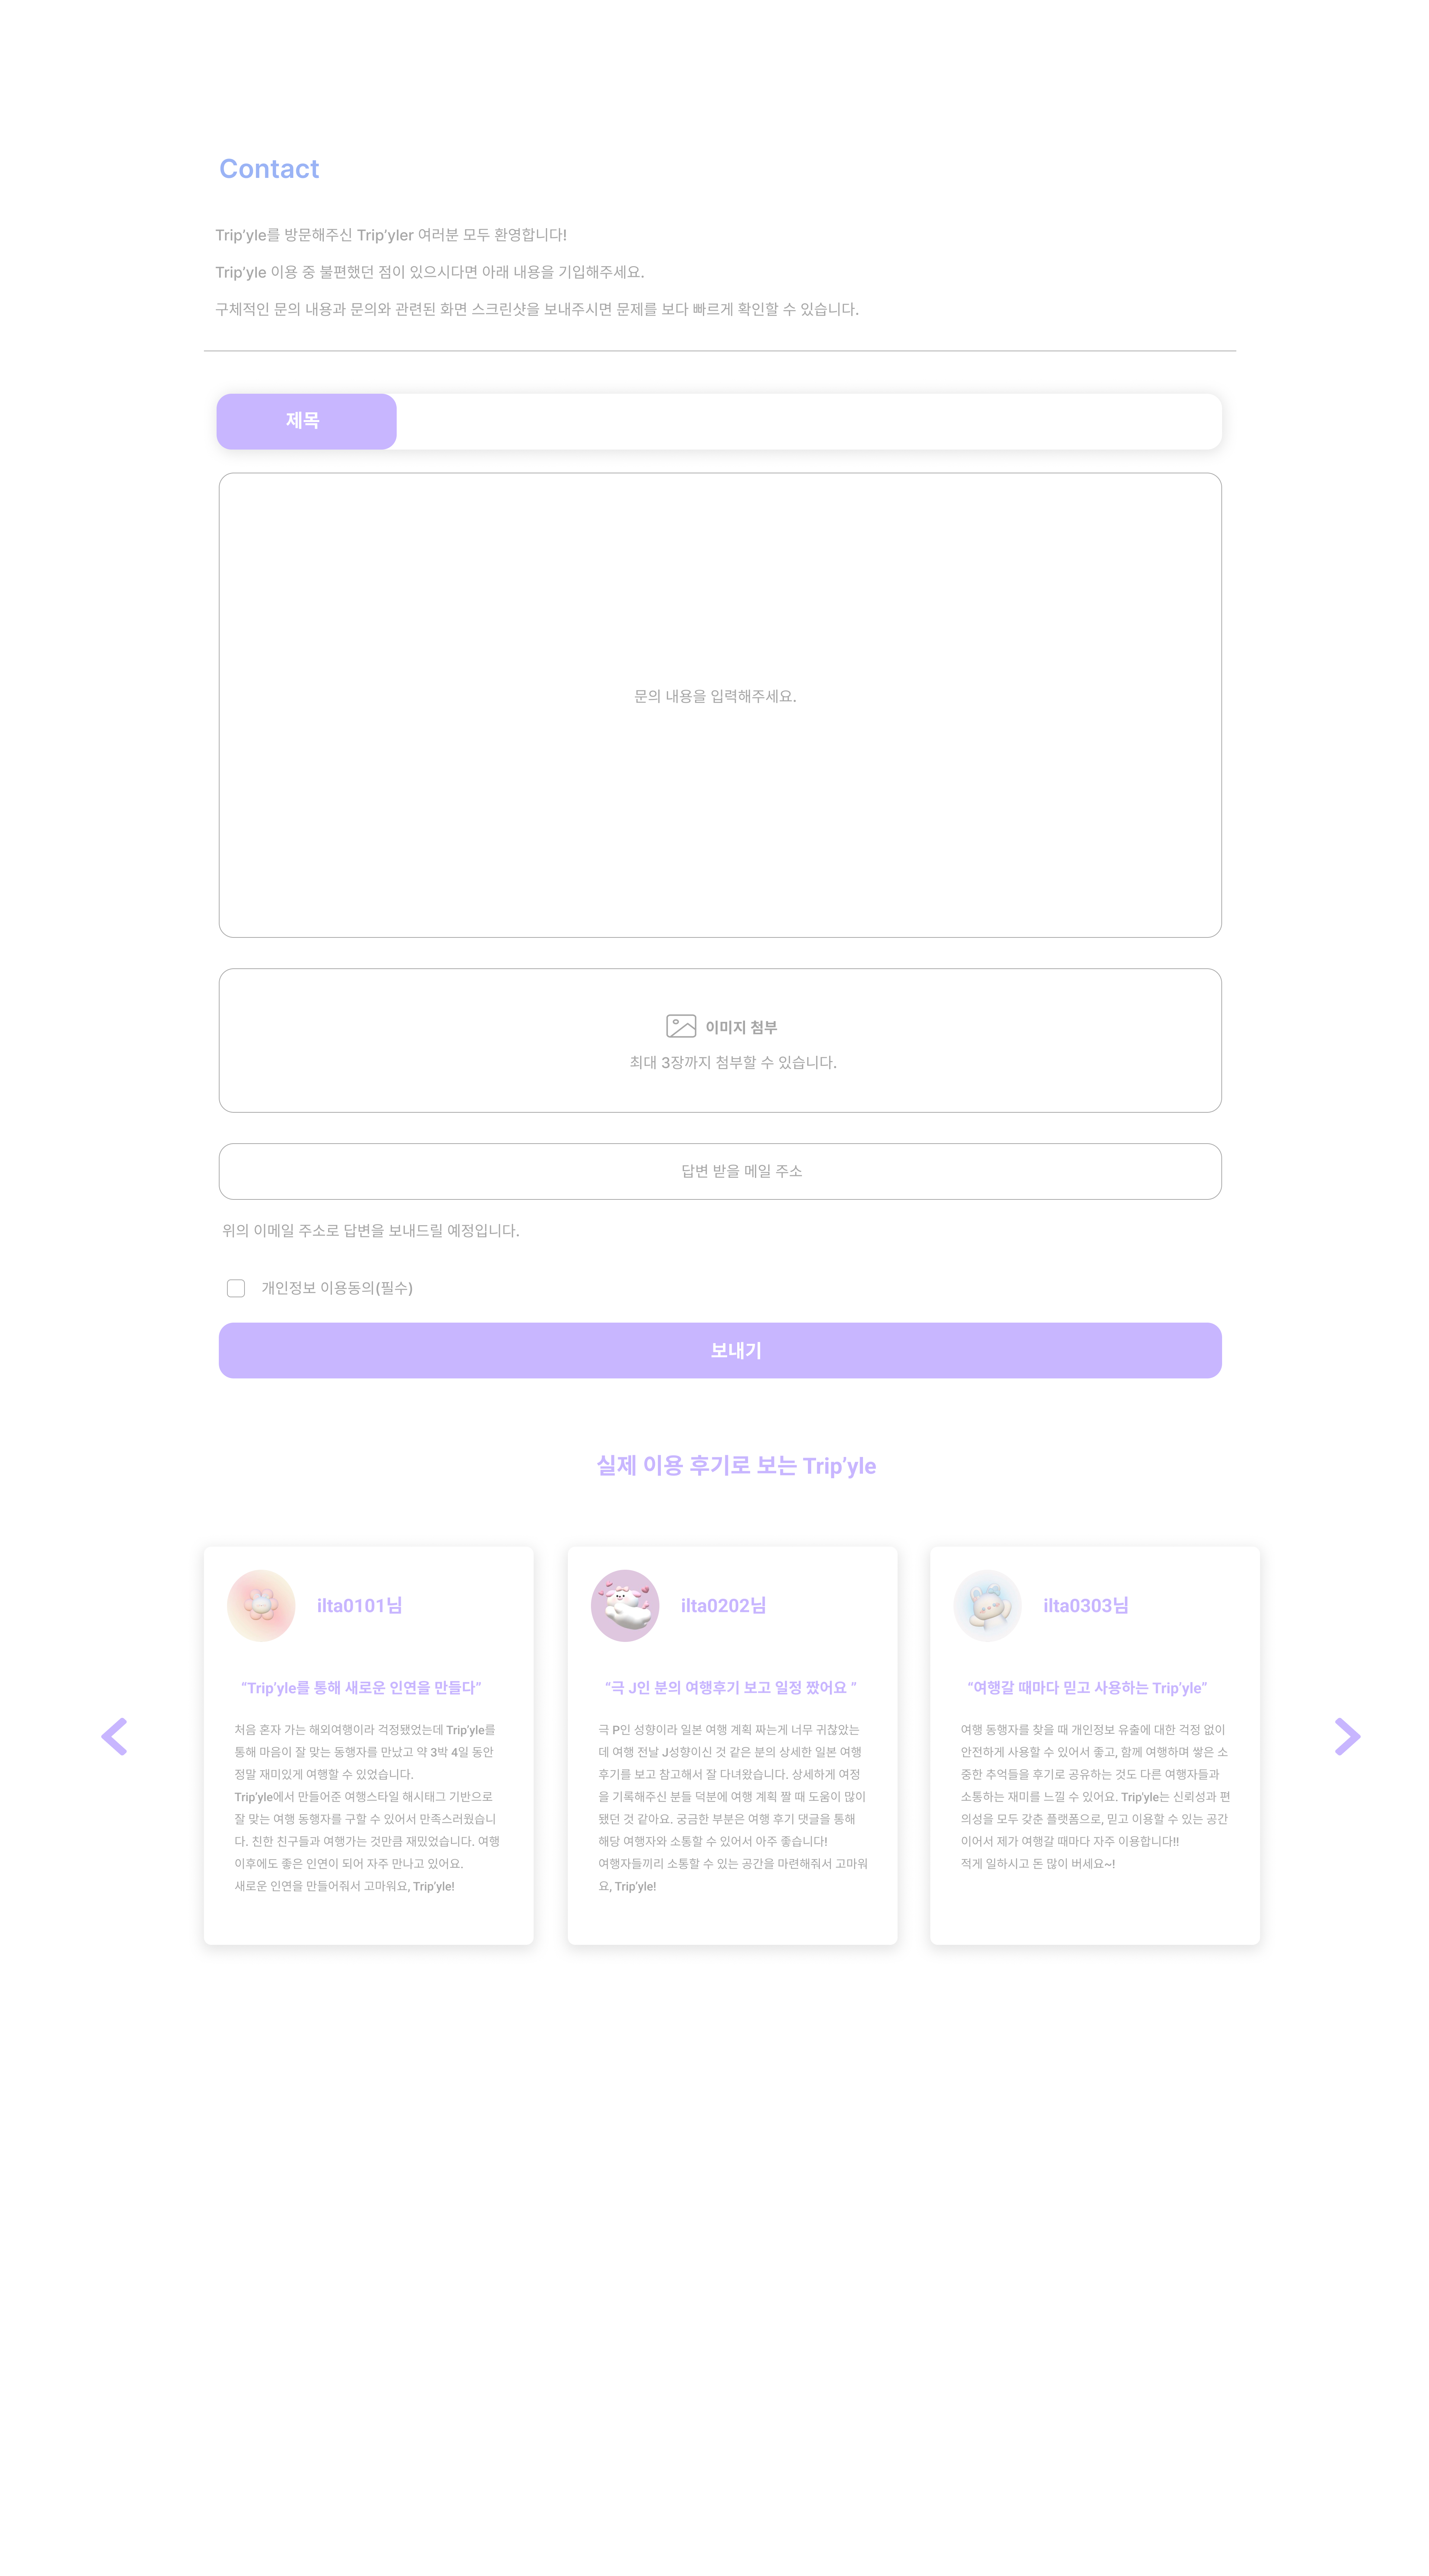 Contact
Trip’yle를 방문해주신 Trip’yler 여러분 모두 환영합니다!
Trip’yle 이용 중 불편했던 점이 있으시다면 아래 내용을 기입해주세요.
구체적인 문의 내용과 문의와 관련된 화면 스크린샷을 보내주시면 문제를 보다 빠르게 확인할 수 있습니다.
제목
문의 내용을 입력해주세요.
이미지 첨부
최대 3장까지 첨부할 수 있습니다.
답변 받을 메일 주소
위의 이메일 주소로 답변을 보내드릴 예정입니다.
개인정보 이용동의(필수)
보내기
실제 이용 후기로 보는 Trip’yle
ilta0101님
“Trip’yle를 통해 새로운 인연을 만들다”
처음 혼자 가는 해외여행이라 걱정됐었는데 Trip’yle를
통해 마음이 잘 맞는 동행자를 만났고 약 3박 4일 동안
정말 재미있게 여행할 수 있었습니다.
Trip’yle에서 만들어준 여행스타일 해시태그 기반으로
잘 맞는 여행 동행자를 구할 수 있어서 만족스러웠습니
다. 친한 친구들과 여행가는 것만큼 재밌었습니다. 여행
이후에도 좋은 인연이 되어 자주 만나고 있어요.
새로운 인연을 만들어줘서 고마워요, Trip’yle!
ilta0202님
“극 J인 분의 여행후기 보고 일정 짰어요 ”
극 P인 성향이라 일본 여행 계획 짜는게 너무 귀찮았는
데 여행 전날 J성향이신 것 같은 분의 상세한 일본 여행
후기를 보고 참고해서 잘 다녀왔습니다. 상세하게 여정
을 기록해주신 분들 덕분에 여행 계획 짤 때 도움이 많이
됐던 것 같아요. 궁금한 부분은 여행 후기 댓글을 통해
해당 여행자와 소통할 수 있어서 아주 좋습니다!
여행자들끼리 소통할 수 있는 공간을 마련해줘서 고마워
요, Trip’yle!
ilta0303님
“여행갈 때마다 믿고 사용하는 Trip’yle”
여행 동행자를 찾을 때 개인정보 유출에 대한 걱정 없이
안전하게 사용할 수 있어서 좋고, 함께 여행하며 쌓은 소
중한 추억들을 후기로 공유하는 것도 다른 여행자들과
소통하는 재미를 느낄 수 있어요. Trip’yle는 신뢰성과 편
의성을 모두 갖춘 플랫폼으로, 믿고 이용할 수 있는 공간
이어서 제가 여행갈 때마다 자주 이용합니다!!
적게 일하시고 돈 많이 버세요~!